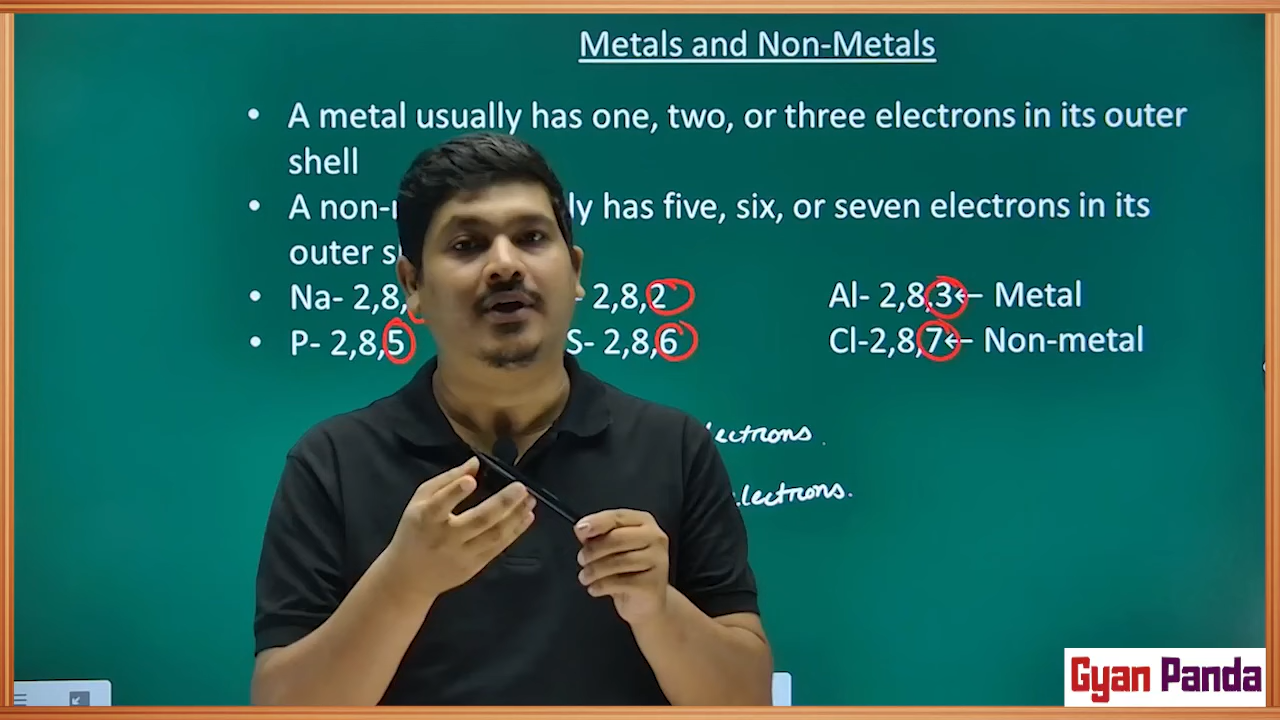 Metals and Non-Metals
• A metal usually has one, two, or three electrons in its outer
shell
• A non- has five, six, or seven electrons in its
outer
• Na- 2,8, 2,8,2 Al- 2,8,3← Metal
• P- 2,8,5 S- 2,8,6 Cl-2,8,7← Non-metal
lectrons.
lectrons.
Gyan Panda